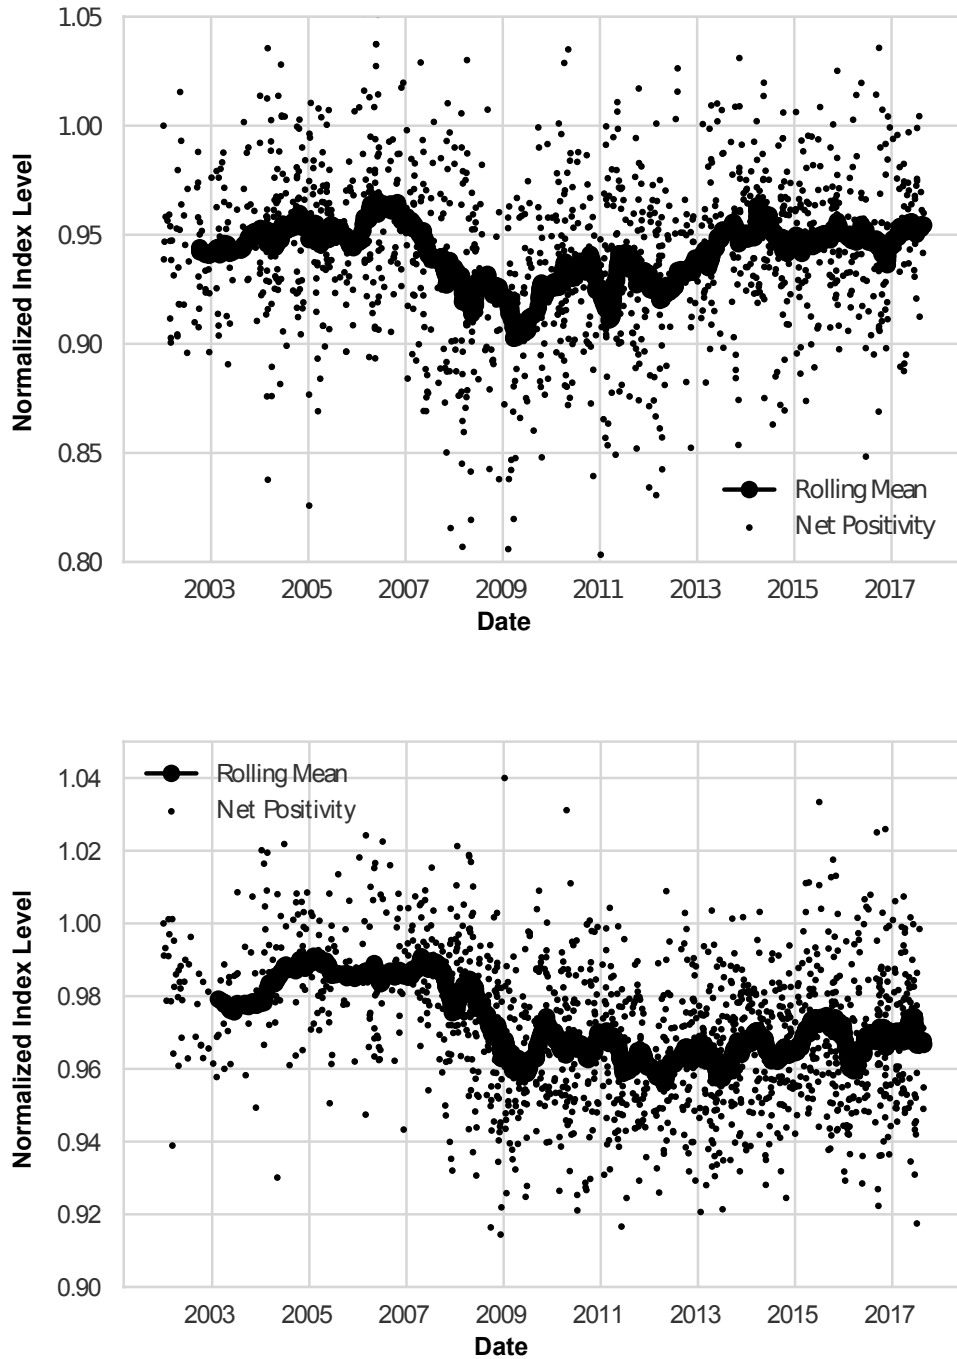 1.05
1.00
0.95
0.90
0.85
0.80
Normalized Index Level
Rolling Mean
Net Positivity
2003 2005 2007 2009 2011 2013 2015 2017
Date
Rolling Mean
Net Positivity
1.04
1.02
1.00
0.98
0.96
0.94
0.92
0.90
Normalized Index Level
2003 2005 2007 2009 2011 2013 2015 2017
Date